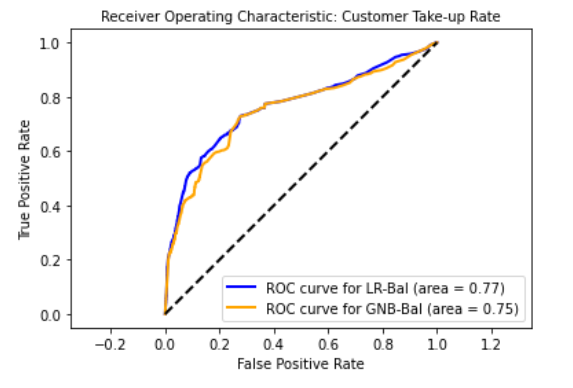 Receiver Operating Characteristic: Customer Take-up Rate
True Positive Rate
1.0
0.8
0.6
0.4
0.2
0.0
ROC curve for LR-Bal (area = 0.77)
ROC curve for GNB-Bal (area = 0.75)
−0.2 0.0 0.2 0.4 0.6 0.8 1.0 1.2
False Positive Rate